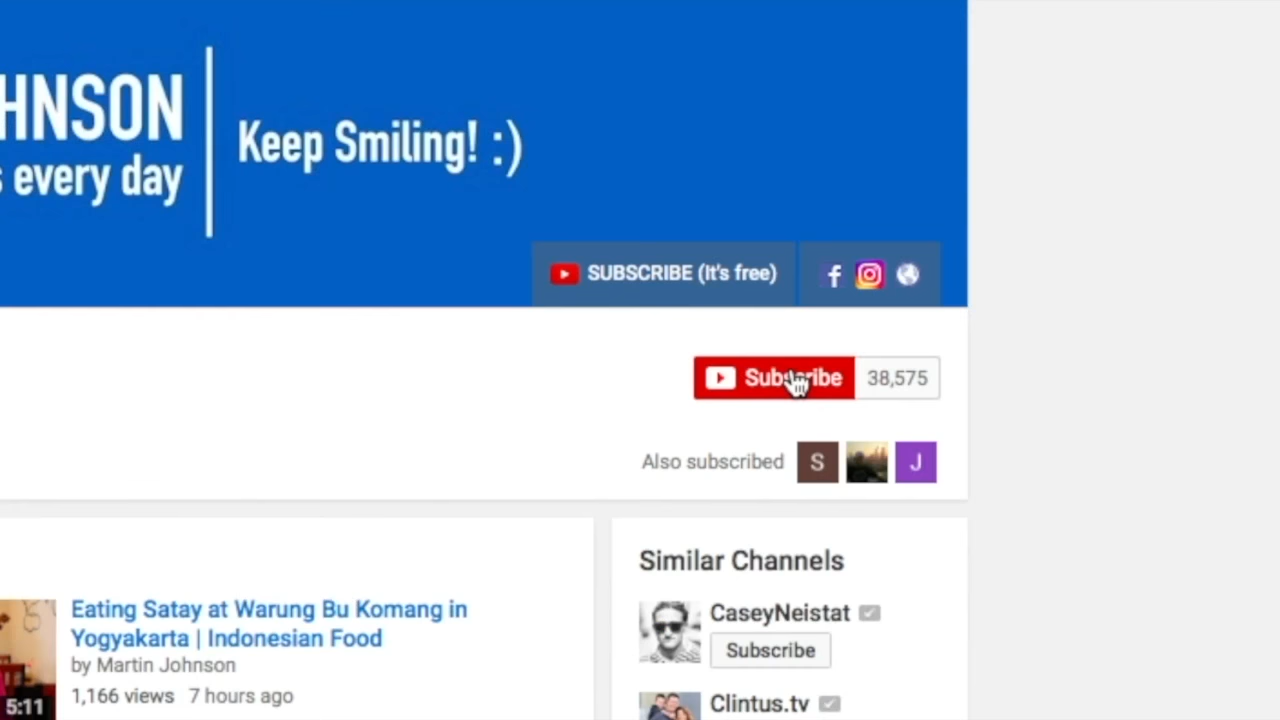 HNSON
s every day
Keep Smiling! :)
SUBSCRIBE (It's free)
Subscribe
38,575
Also subscribed
S
J
Similar Channels
Eating Satay at Warung Bu Komang in
Yogyakarta | Indonesian Food
by Martin Johnson
1,166 views 7 hours ago
5:11
CaseyNeistat
Subscribe
Clintus.tv